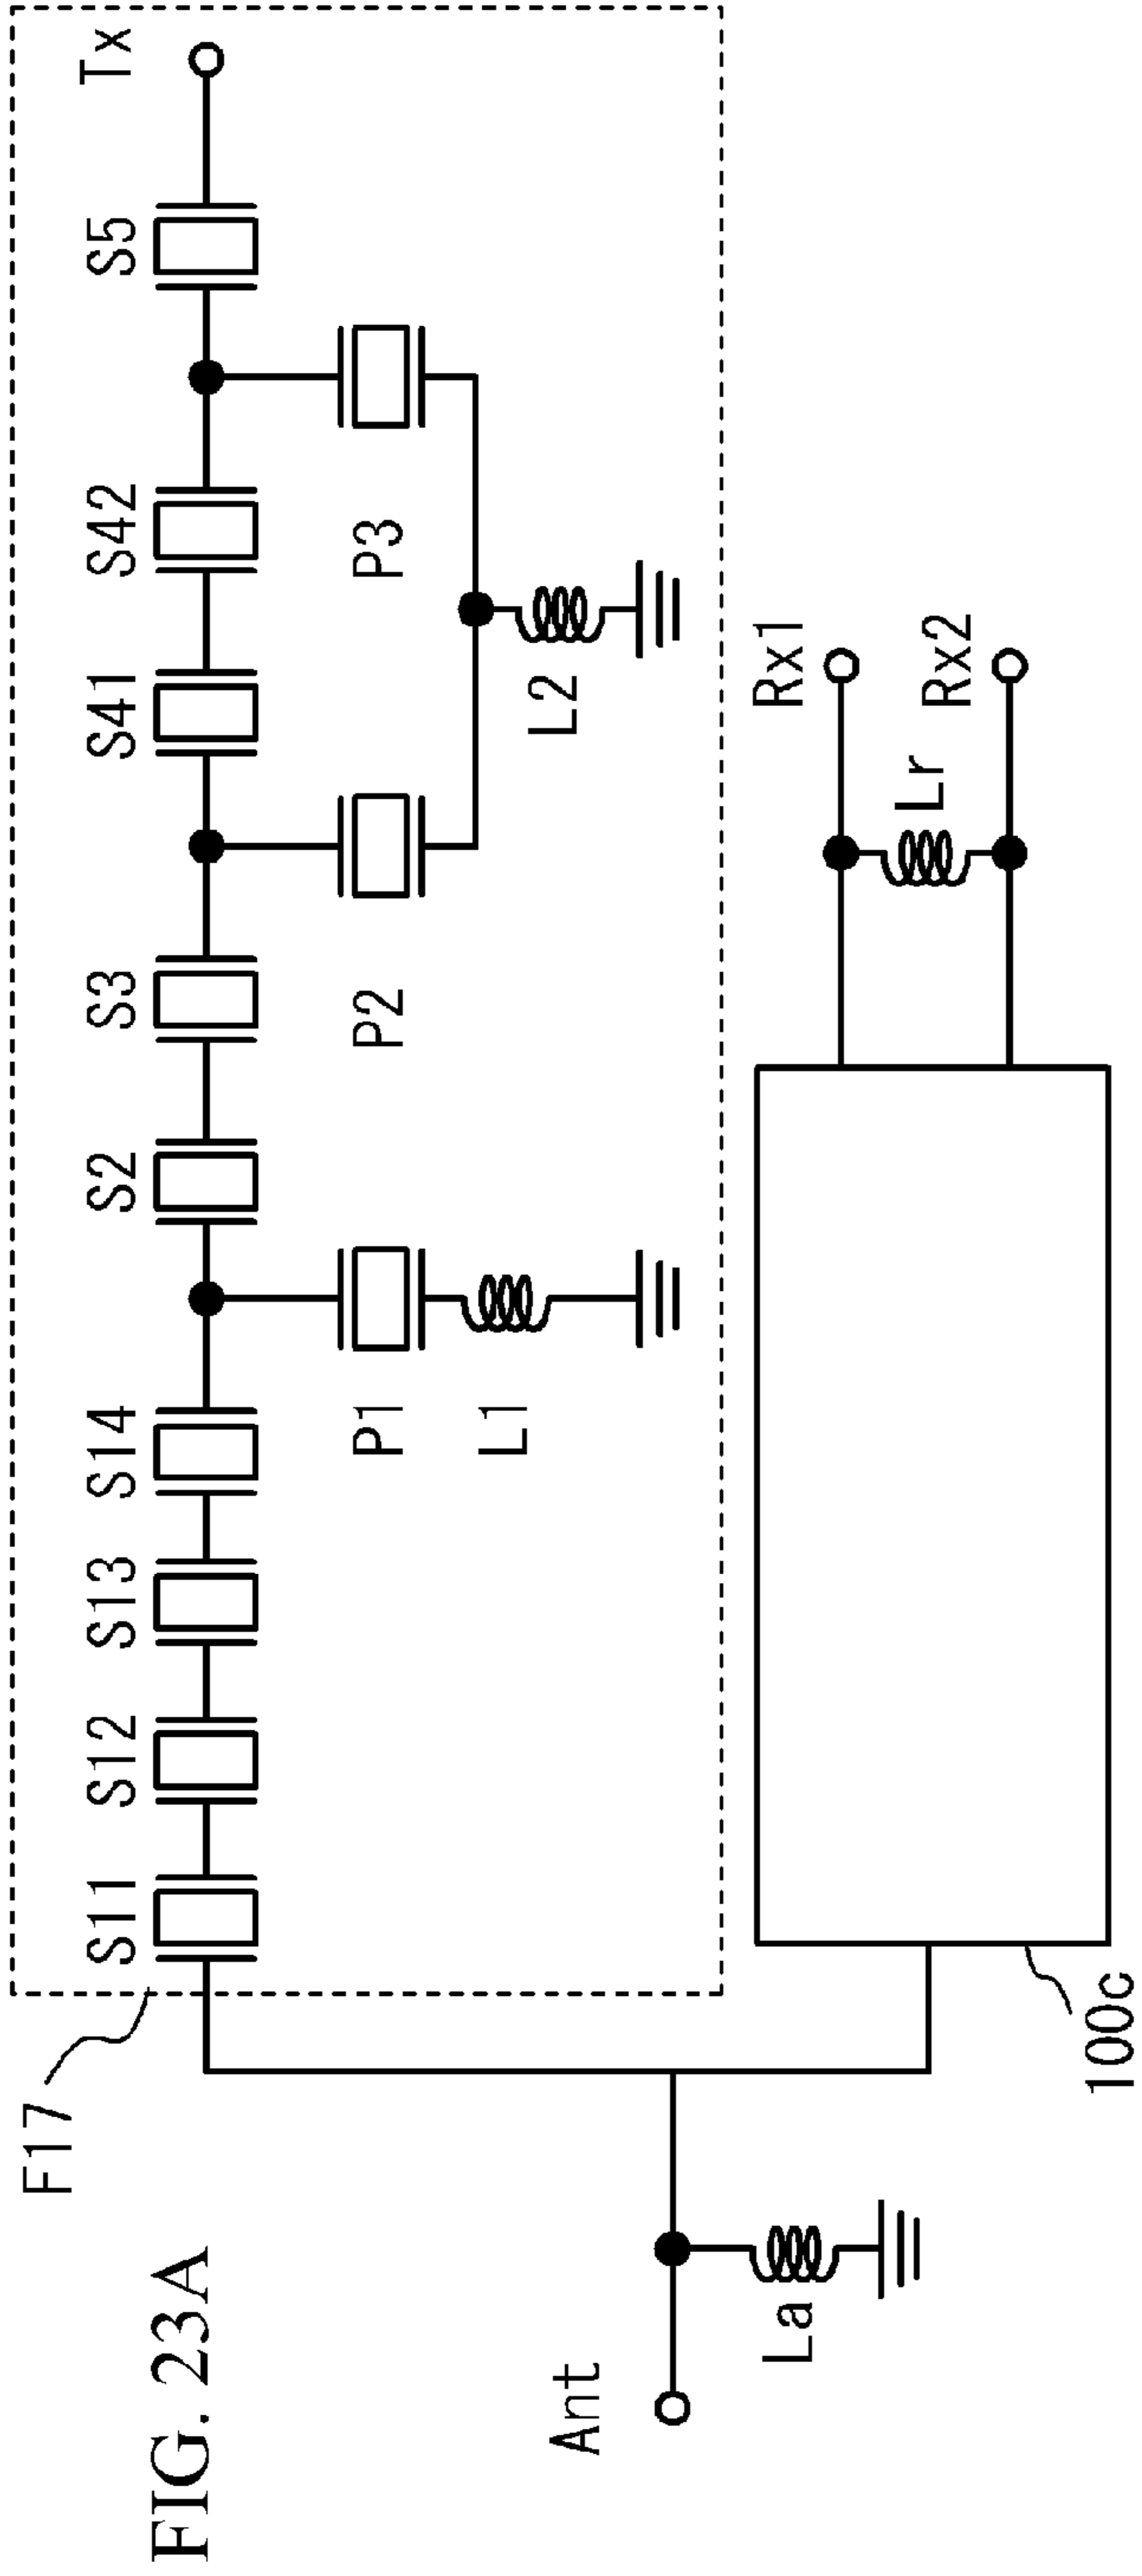 FIG. 23A
F17
S11
S12
S13
S14
S2
S3
S41
S42
S5
Tx
P1
P2
P3
L1
L2
Ant
La
Rx1
Lr
Rx2
100c